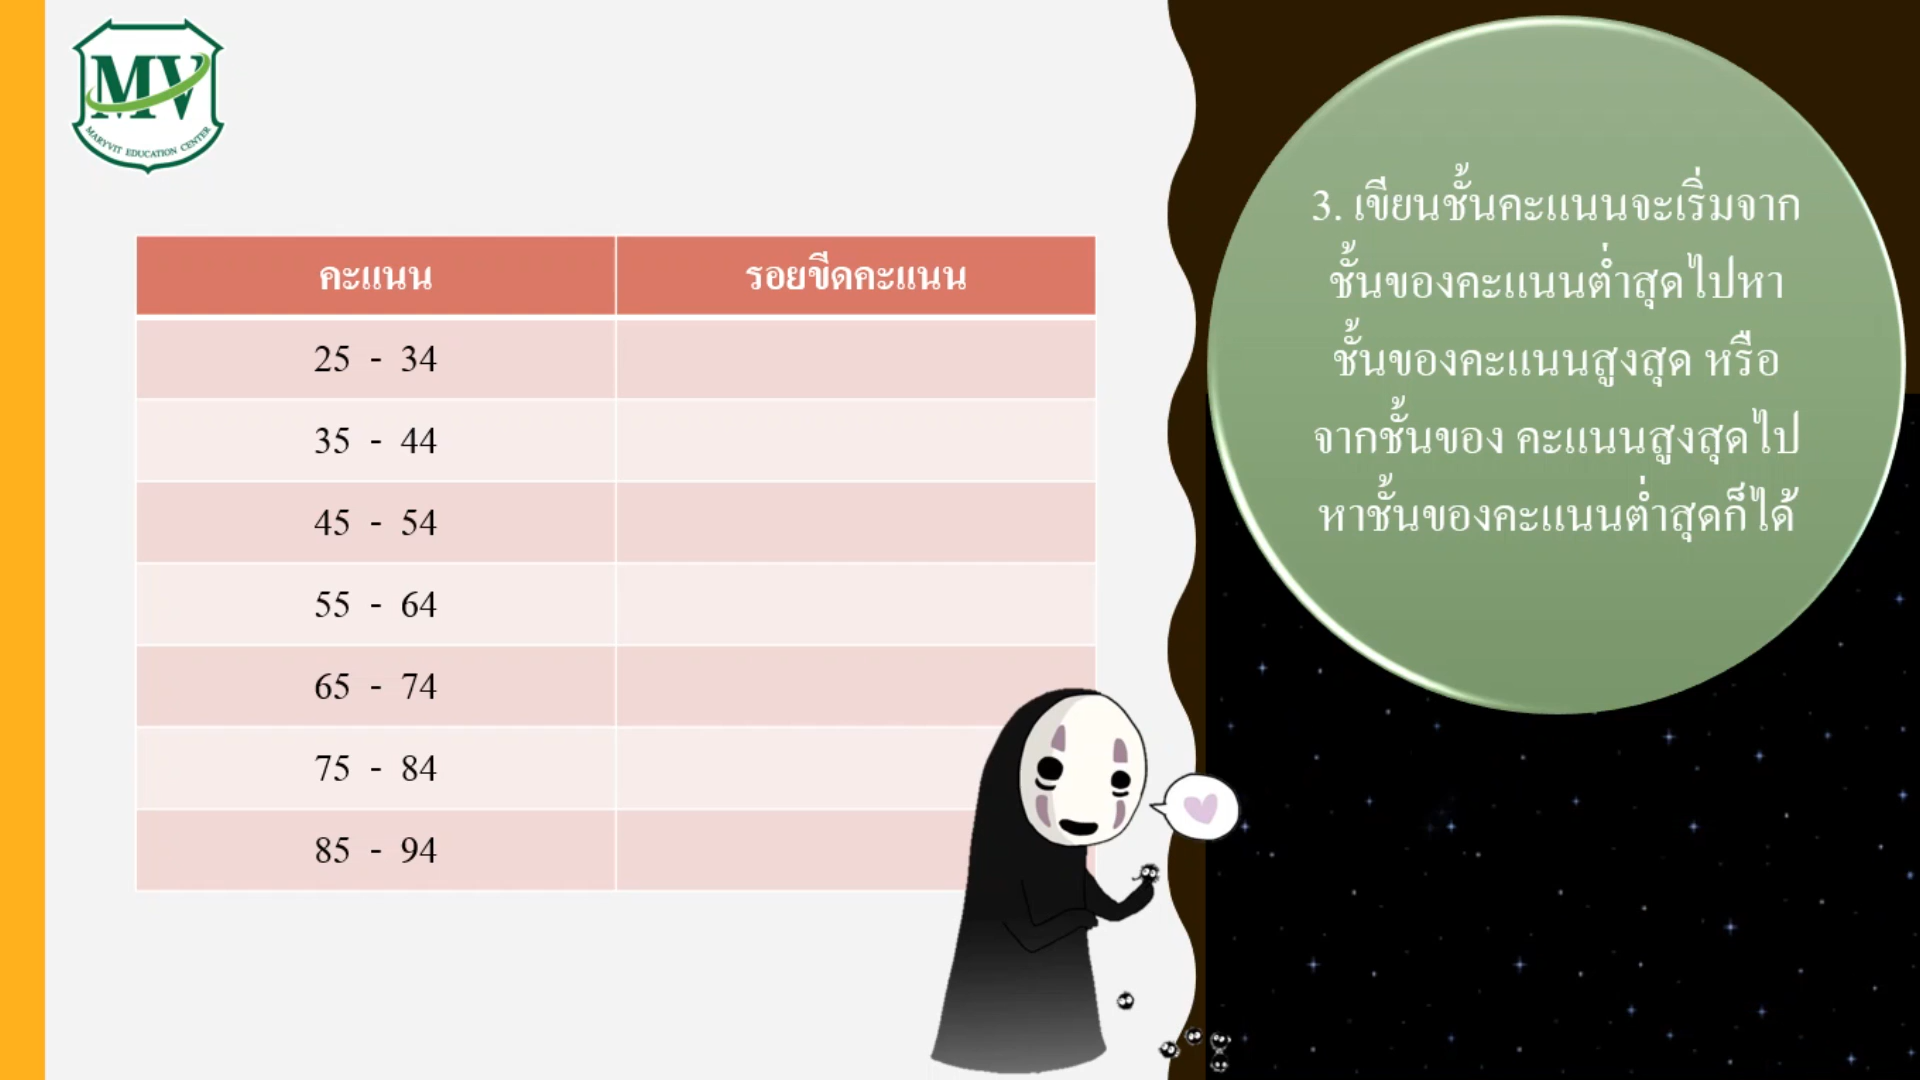 MV
MARYVIT EDUCATION CENTER
คะแนน รอยขีดคะแนน
25 - 34
35 - 44
45 - 54
55 - 64
65 - 74
75 - 84
85 - 94
3. เขียนชั้นคะแนนจะเริ่มจาก
ชั้นของคะแนนต่ำสุดไปหา
ชั้นของคะแนนสูงสุด หรือ
จากชั้นของ คะแนนสูงสุดไป
หาชั้นของคะแนนต่ำสุดก็ได้